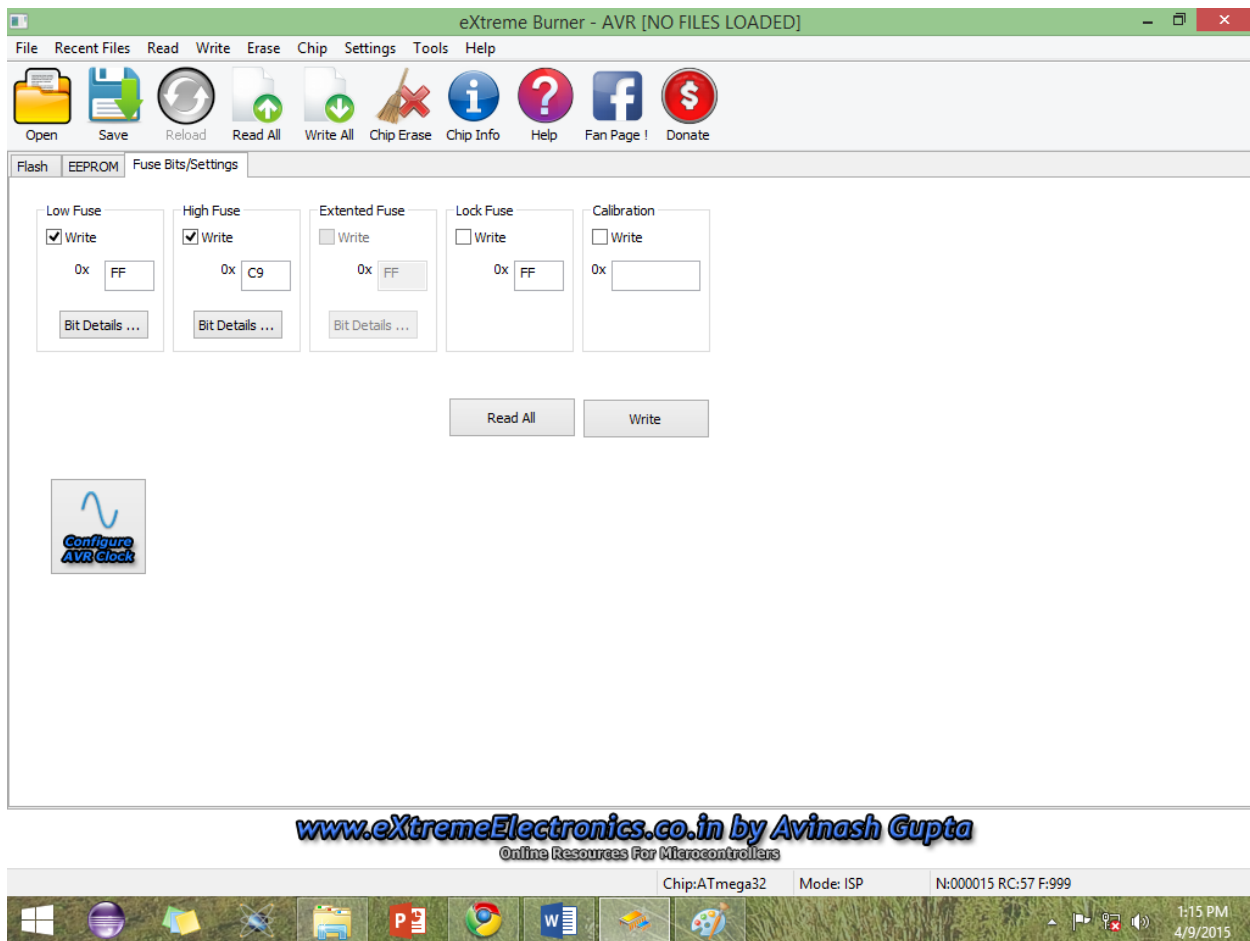 eXtreme Burner - AVR [NO FILES LOADED]
File Recent Files Read Write Erase Chip Settings Tools Help
Open Save Reload Read All Write All Chip Erase Chip Info Help Fan Page ! Donate
Flash EEPROM Fuse Bits/Settings
Low Fuse High Fuse Extented Fuse Lock Fuse Calibration
Write Write Write Write Write
0x FF 0x C9 0x FF 0x FF 0x
Bit Details ... Bit Details ... Bit Details ...
Read All Write
Configure
AVR Clock
www.eXtremeElectronics.co.in by Avinash Gupta
Online Resources For Microcontrollers
Chip:ATmega32 Mode: ISP N:000015 RC:57 F:999
1:15 PM
4/9/2015